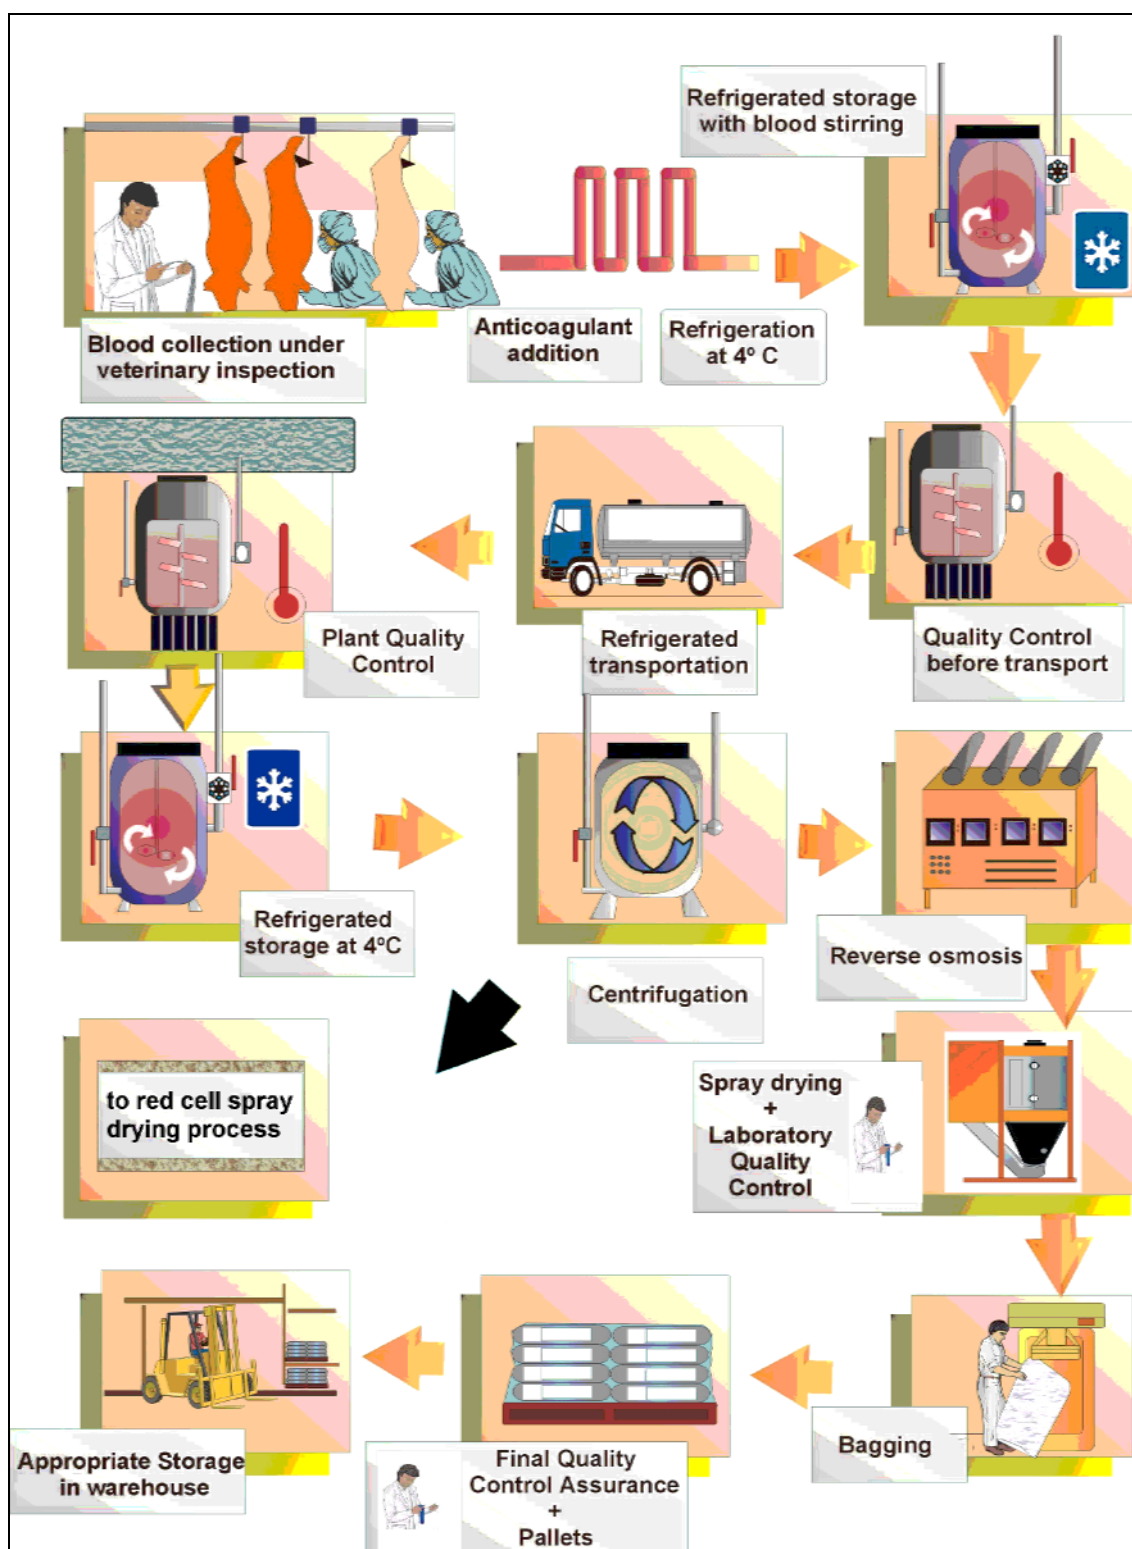 Refrigerated storage
with blood stirring
Blood collection under
veterinary inspection
Anticoagulant
addition
Refrigeration
at 4º C
Plant Quality
Control
Refrigerated
transportation
Quality Control
before transport
Refrigerated
storage at 4ºC
Centrifugation
Reverse osmosis
to red cell spray
drying process
Spray drying
+
Laboratory
Quality
Control
Appropriate Storage
in warehouse
Final Quality
Control Assurance
+
Pallets
Bagging